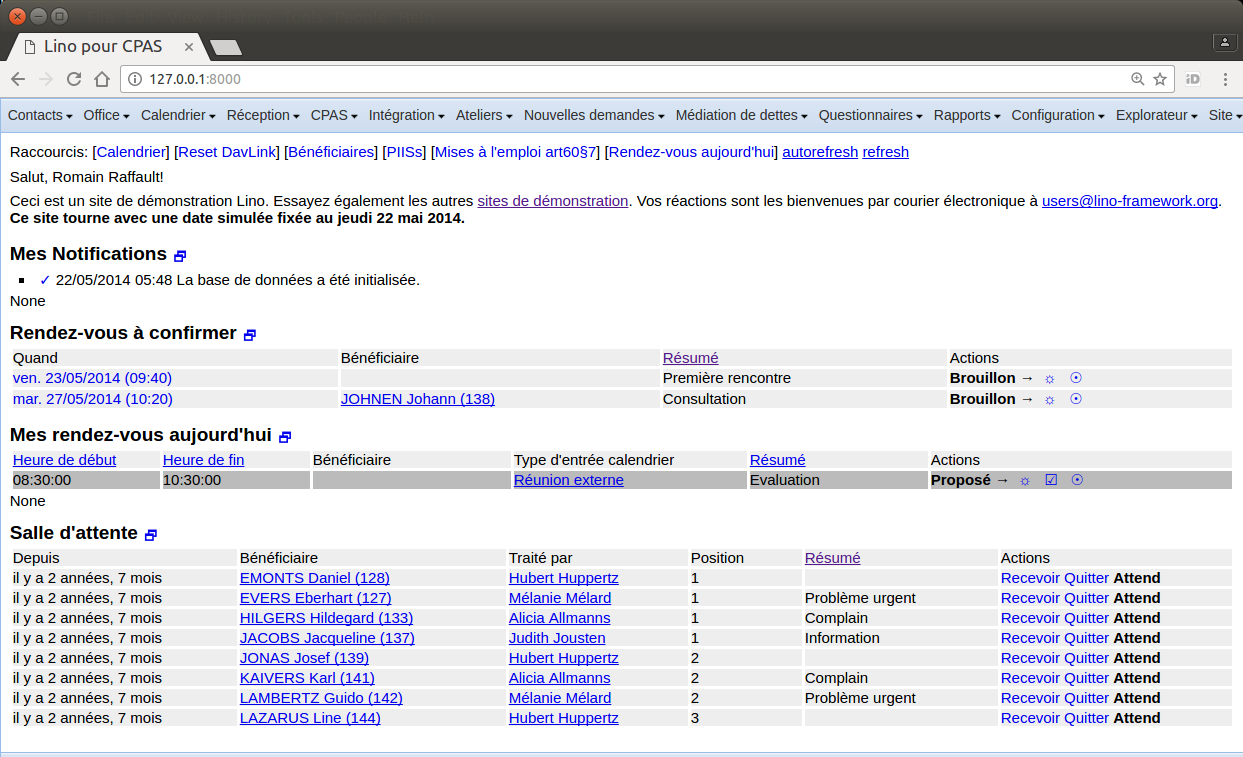 Lino pour CPAS
127.0.0.1:8000
iD
Contacts Office Calendrier Réception CPAS Intégration Ateliers Nouvelles demandes Médiation de dettes Questionnaires Rapports Configuration Explorateur Site
Raccourcis: [Calendrier] [Reset DavLink] [Bénéficiaires] [PIISs] [Mises à l'emploi art60§7] [Rendez-vous aujourd'hui] autorefresh refresh
Salut, Romain Raffault!
Ceci est un site de démonstration Lino. Essayez également les autres sites de démonstration. Vos réactions sont les bienvenues par courier électronique à users@lino-framework.org.
Ce site tourne avec une date simulée fixée au jeudi 22 mai 2014.
Mes Notifications
▪ ✓ 22/05/2014 05:48 La base de données a été initialisée.
None
Rendez-vous à confirmer
Quand Bénéficiaire Résumé Actions
ven. 23/05/2014 (09:40) Première rencontre Brouillon → ☼ ☉
mar. 27/05/2014 (10:20) JOHNEN Johann (138) Consultation Brouillon → ☼ ☉
Mes rendez-vous aujourd'hui
Heure de début Heure de fin Bénéficiaire Type d'entrée calendrier Résumé Actions
08:30:00 10:30:00 Réunion externe Evaluation Proposé → ☼ ☑ ☉
None
Salle d'attente
Depuis Bénéficiaire Traité par Position Résumé Actions
il y a 2 années, 7 mois EMONTS Daniel (128) Hubert Huppertz 1 Recevoir Quitter Attend
il y a 2 années, 7 mois EVERS Eberhart (127) Mélanie Mélard 1 Problème urgent Recevoir Quitter Attend
il y a 2 années, 7 mois HILGERS Hildegard (133) Alicia Allmanns 1 Complain Recevoir Quitter Attend
il y a 2 années, 7 mois JACOBS Jacqueline (137) Judith Jousten 1 Information Recevoir Quitter Attend
il y a 2 années, 7 mois JONAS Josef (139) Hubert Huppertz 2 Recevoir Quitter Attend
il y a 2 années, 7 mois KAIVERS Karl (141) Alicia Allmanns 2 Complain Recevoir Quitter Attend
il y a 2 années, 7 mois LAMBERTZ Guido (142) Mélanie Mélard 2 Problème urgent Recevoir Quitter Attend
il y a 2 années, 7 mois LAZARUS Line (144) Hubert Huppertz 3 Recevoir Quitter Attend